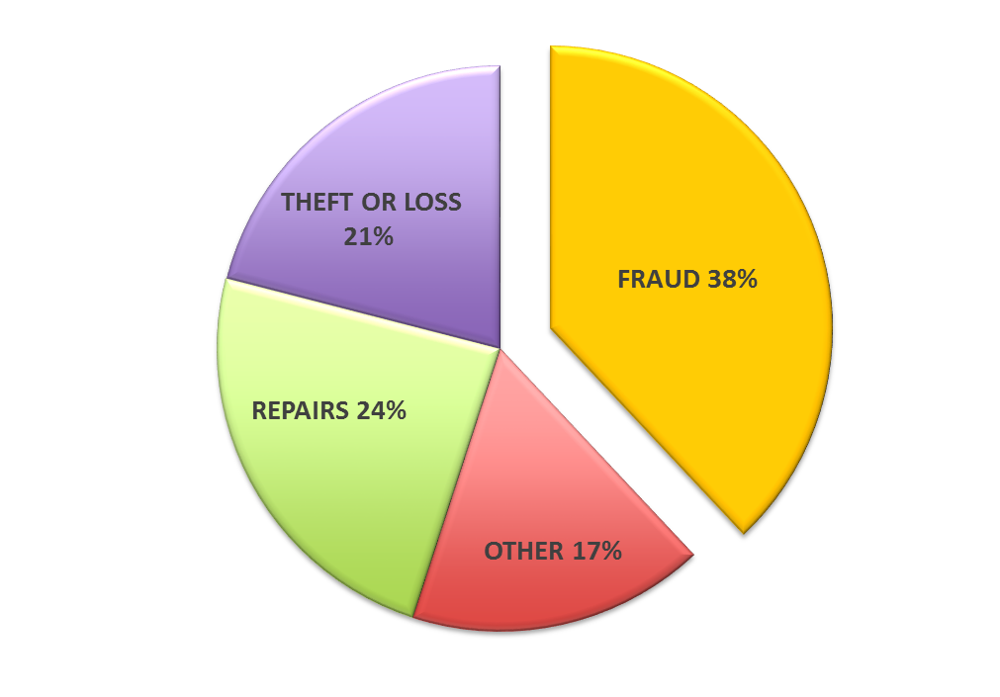 THEFT OR LOSS
21%
FRAUD 38%
REPAIRS 24%
OTHER 17%